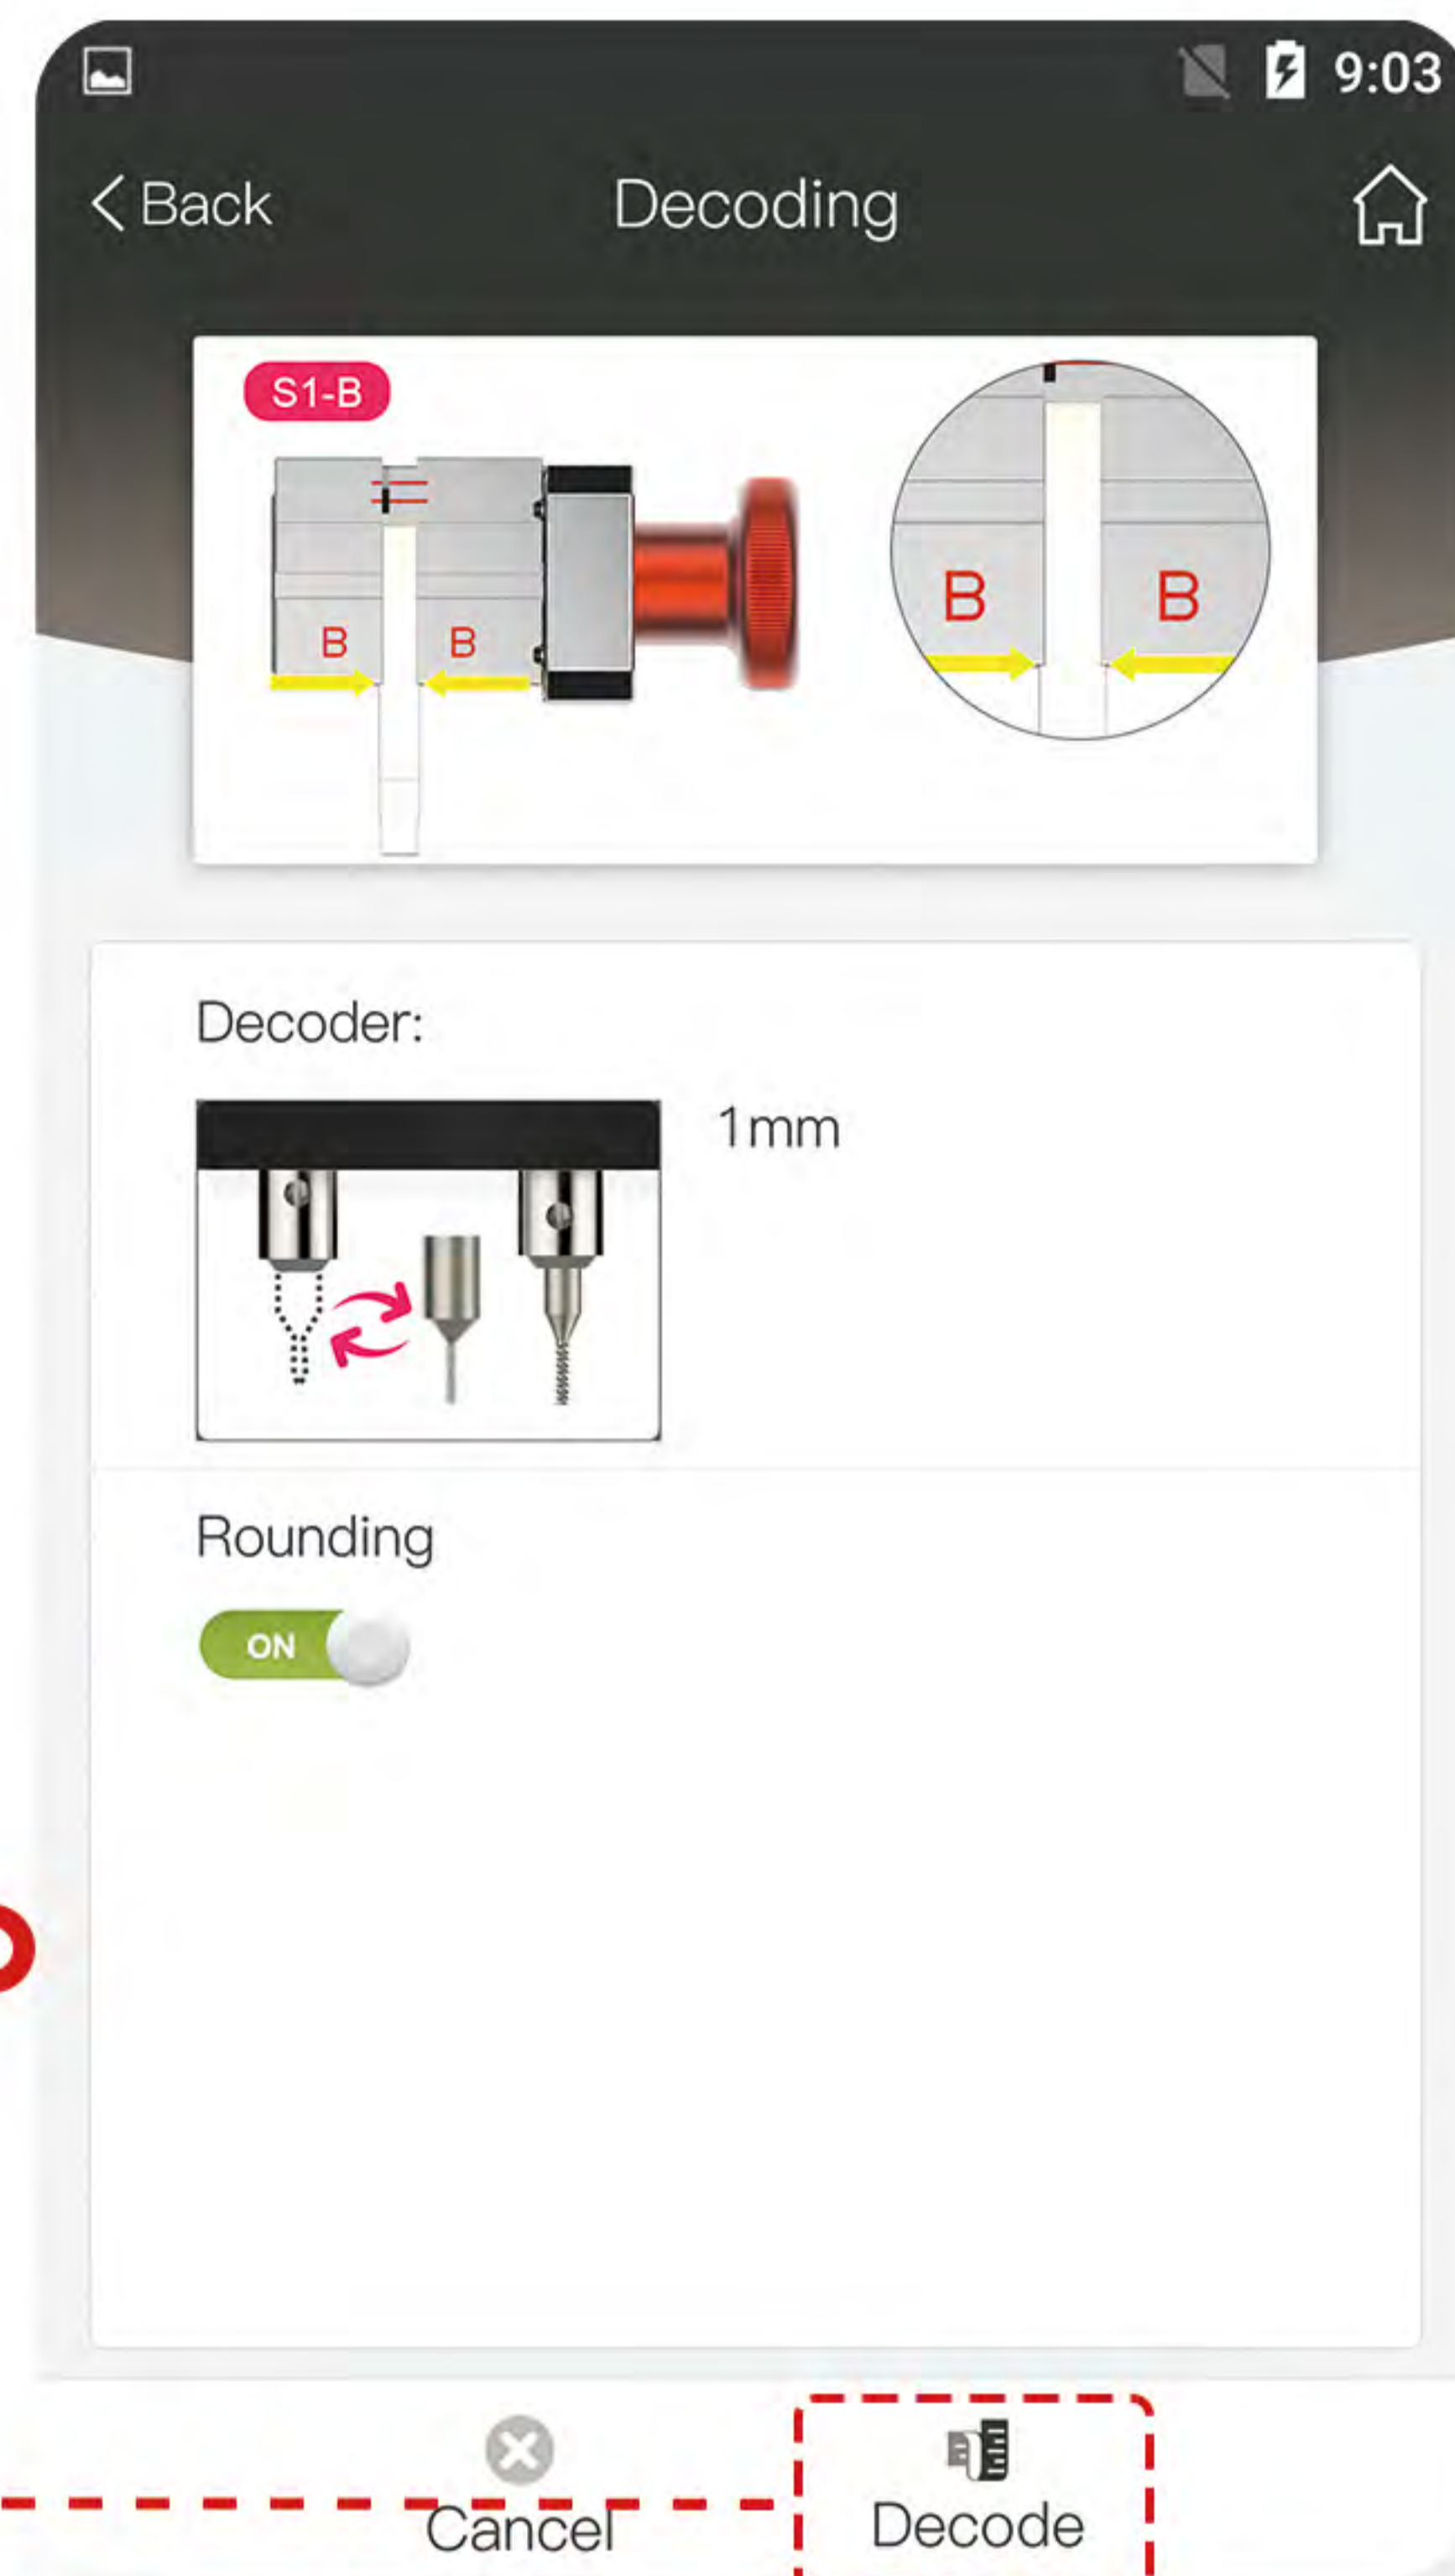 9:03
Back
Decoding
S1-B
B B
B B
Decoder:
1mm
Rounding
ON
Cancel
Decode